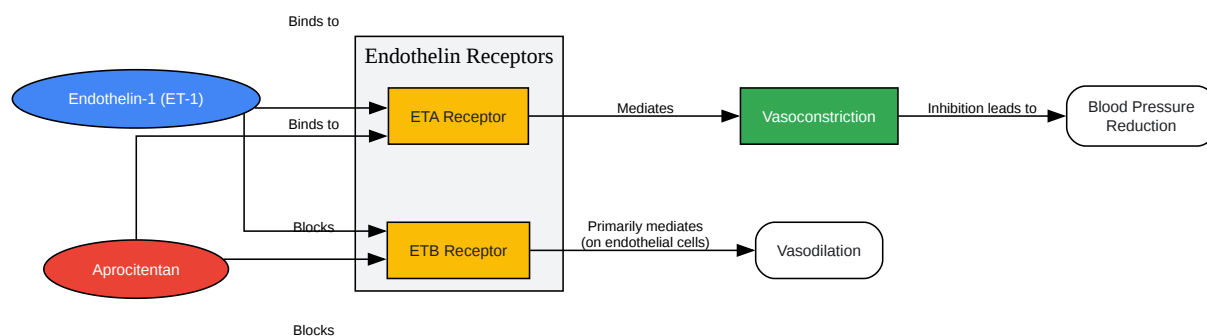 Binds to
Endothelin Receptors
Endothelin-1 (ET-1)
ETA Receptor
Mediates
Vasoconstriction
Inhibition leads to
Blood Pressure
Reduction
Binds to
Blocks
ETB Receptor
Primarily mediates
(on endothelial cells)
Vasodilation
Aprocitentan
Blocks